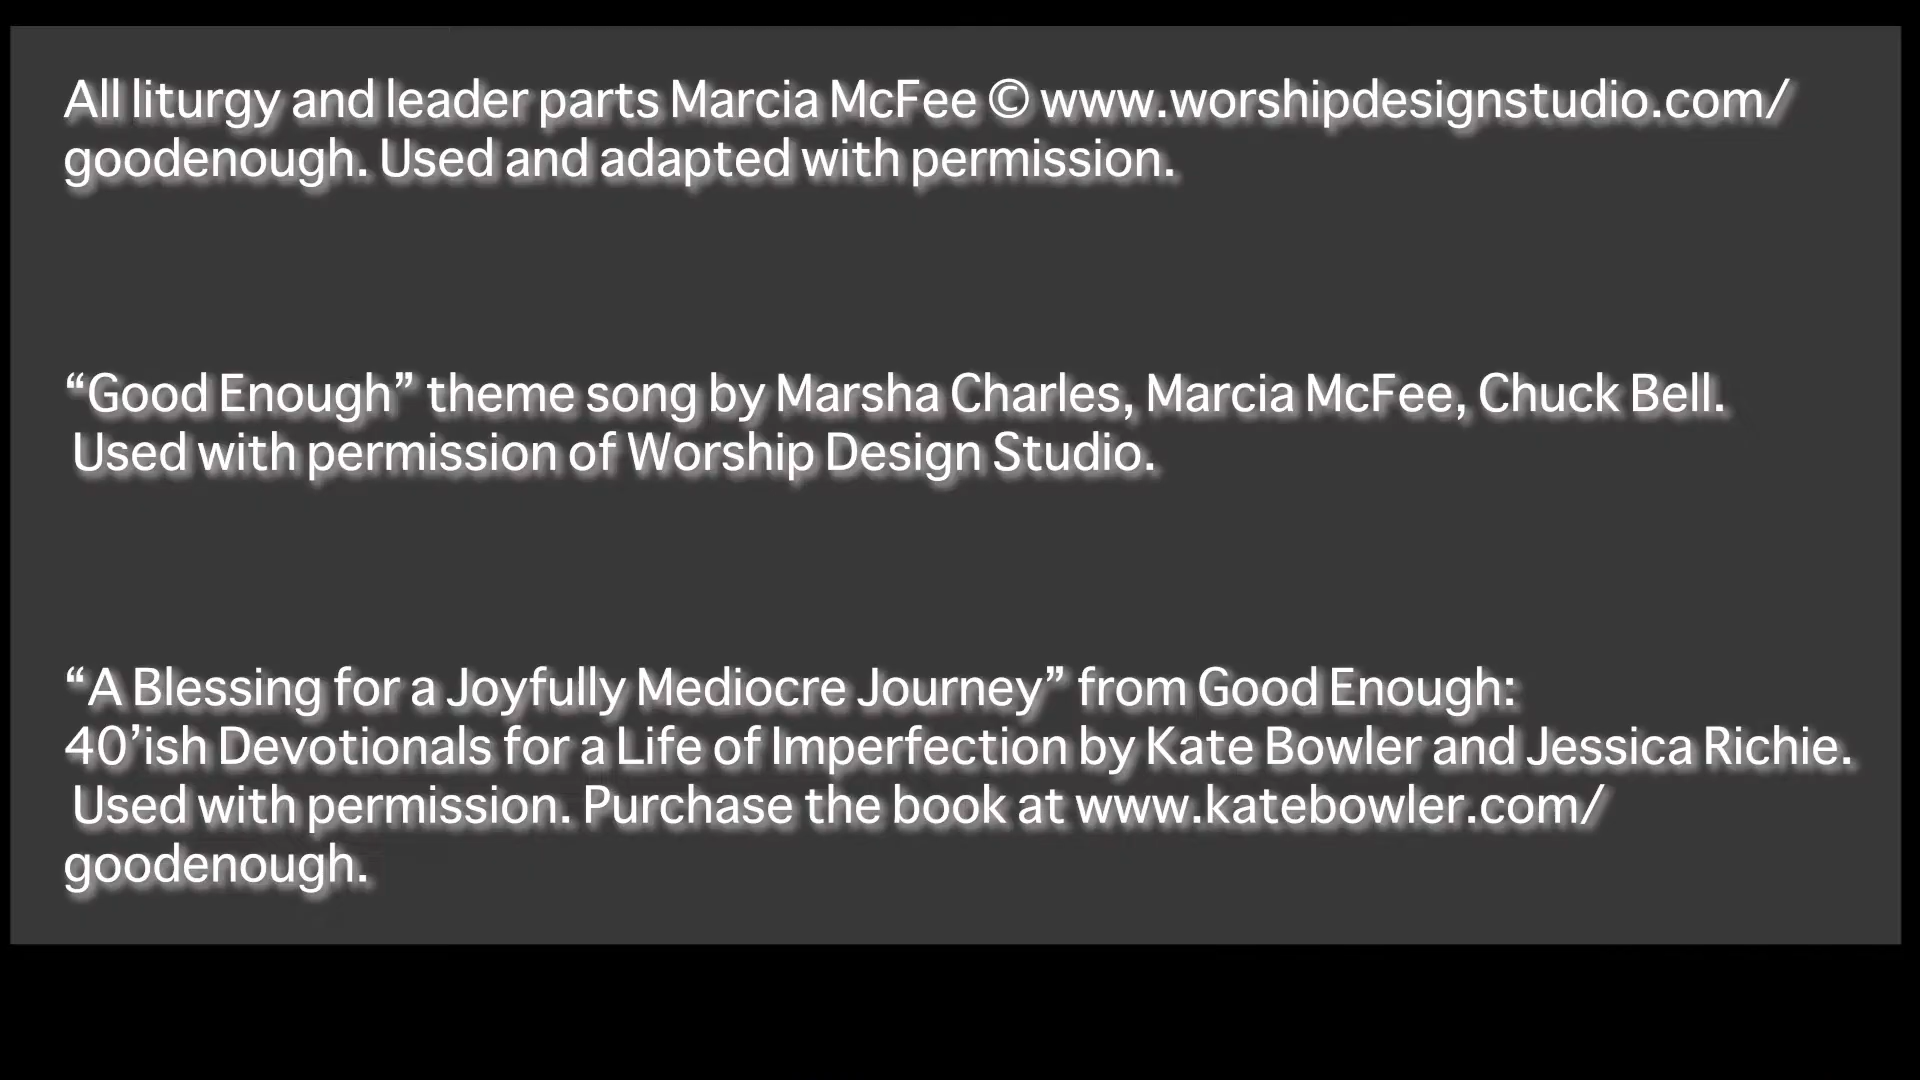 All liturgy and leader parts Marcia McFee © www.worshipdesignstudio.com/
goodenough. Used and adapted with permission.
“Good Enough” theme song by Marsha Charles, Marcia McFee, Chuck Bell.
Used with permission of Worship Design Studio.
“A Blessing for a Joyfully Mediocre Journey” from Good Enough:
40’ish Devotionals for a Life of Imperfection by Kate Bowler and Jessica Richie.
Used with permission. Purchase the book at www.katebowler.com/
goodenough.